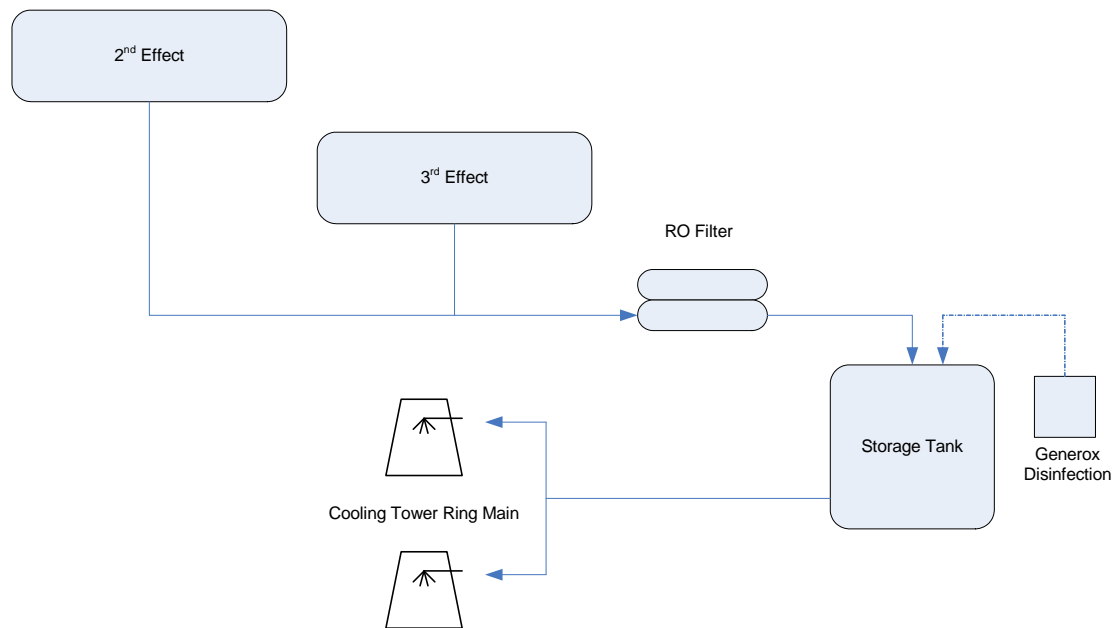 2nd Effect
3rd Effect
RO Filter
Storage Tank
Generox
Disinfection
Cooling Tower Ring Main